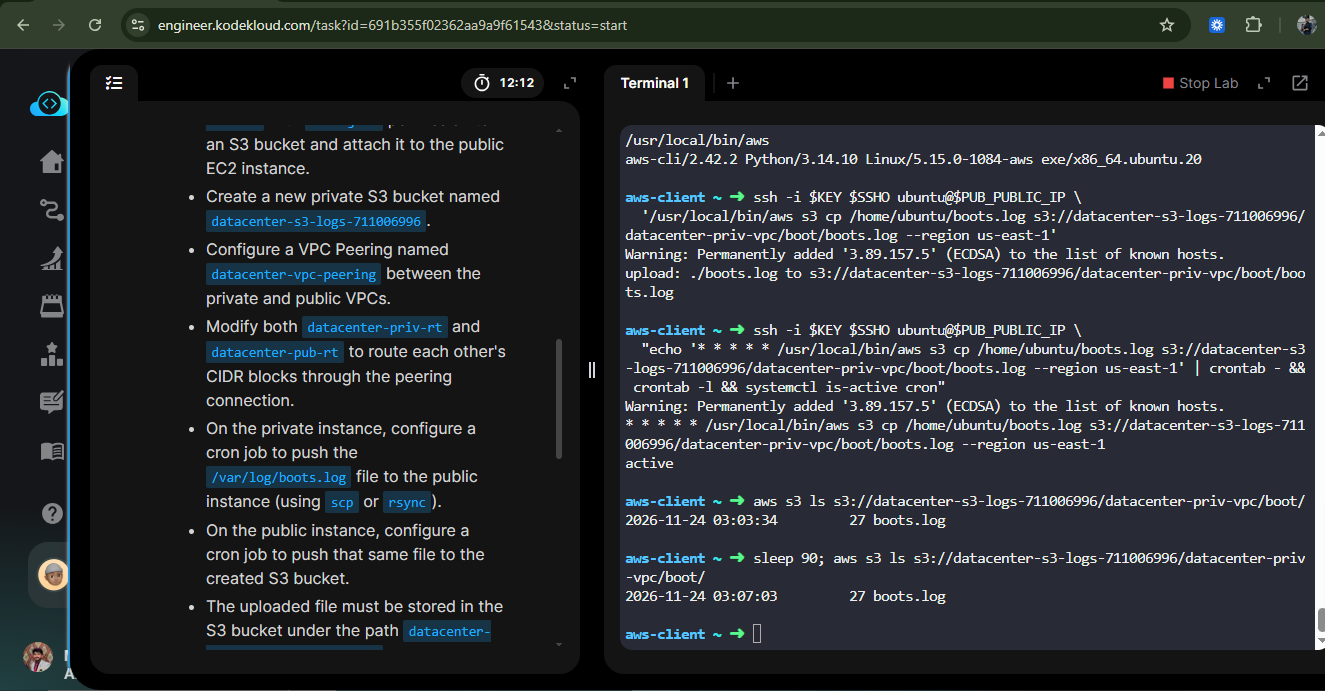 engineer.kodekloud.com/task?id=691b355f02362aa9a9f61543&status=start
12:12
an S3 bucket and attach it to the public
EC2 instance.
Create a new private S3 bucket named
datacenter-s3-logs-711006996.
Configure a VPC Peering named
datacenter-vpc-peering between the
private and public VPCs.
Modify both datacenter-priv-rt and
datacenter-pub-rt to route each other's
CIDR blocks through the peering
connection.
On the private instance, configure a
cron job to push the
/var/log/boots.log file to the public
instance (using scp or rsync).
On the public instance, configure a
cron job to push that same file to the
created S3 bucket.
The uploaded file must be stored in the
S3 bucket under the path datacenter-
Terminal 1
Stop Lab
/usr/local/bin/aws
aws-cli/2.42.2 Python/3.14.10 Linux/5.15.0-1084-aws exe/x86_64.ubuntu.20
aws-client ~ ➜ ssh -i $KEY $SSHO ubuntu@$PUB_PUBLIC_IP \
'/usr/local/bin/aws s3 cp /home/ubuntu/boots.log s3://datacenter-s3-logs-711006996/
datacenter-priv-vpc/boot/boots.log --region us-east-1'
Warning: Permanently added '3.89.157.5' (ECDSA) to the list of known hosts.
upload: ./boots.log to s3://datacenter-s3-logs-711006996/datacenter-priv-vpc/boot/boo
ts.log
aws-client ~ ➜ ssh -i $KEY $SSHO ubuntu@$PUB_PUBLIC_IP \
"echo '* * * * * /usr/local/bin/aws s3 cp /home/ubuntu/boots.log s3://datacenter-s3
-logs-711006996/datacenter-priv-vpc/boot/boots.log --region us-east-1' | crontab - &&
crontab -l && systemctl is-active cron"
Warning: Permanently added '3.89.157.5' (ECDSA) to the list of known hosts.
* * * * * /usr/local/bin/aws s3 cp /home/ubuntu/boots.log s3://datacenter-s3-logs-711
006996/datacenter-priv-vpc/boot/boots.log --region us-east-1
active
aws-client ~ ➜ aws s3 ls s3://datacenter-s3-logs-711006996/datacenter-priv-vpc/boot/
2026-11-24 03:03:34 27 boots.log
aws-client ~ ➜ sleep 90; aws s3 ls s3://datacenter-s3-logs-711006996/datacenter-priv
-vpc/boot/
2026-11-24 03:07:03 27 boots.log
aws-client ~ ➜